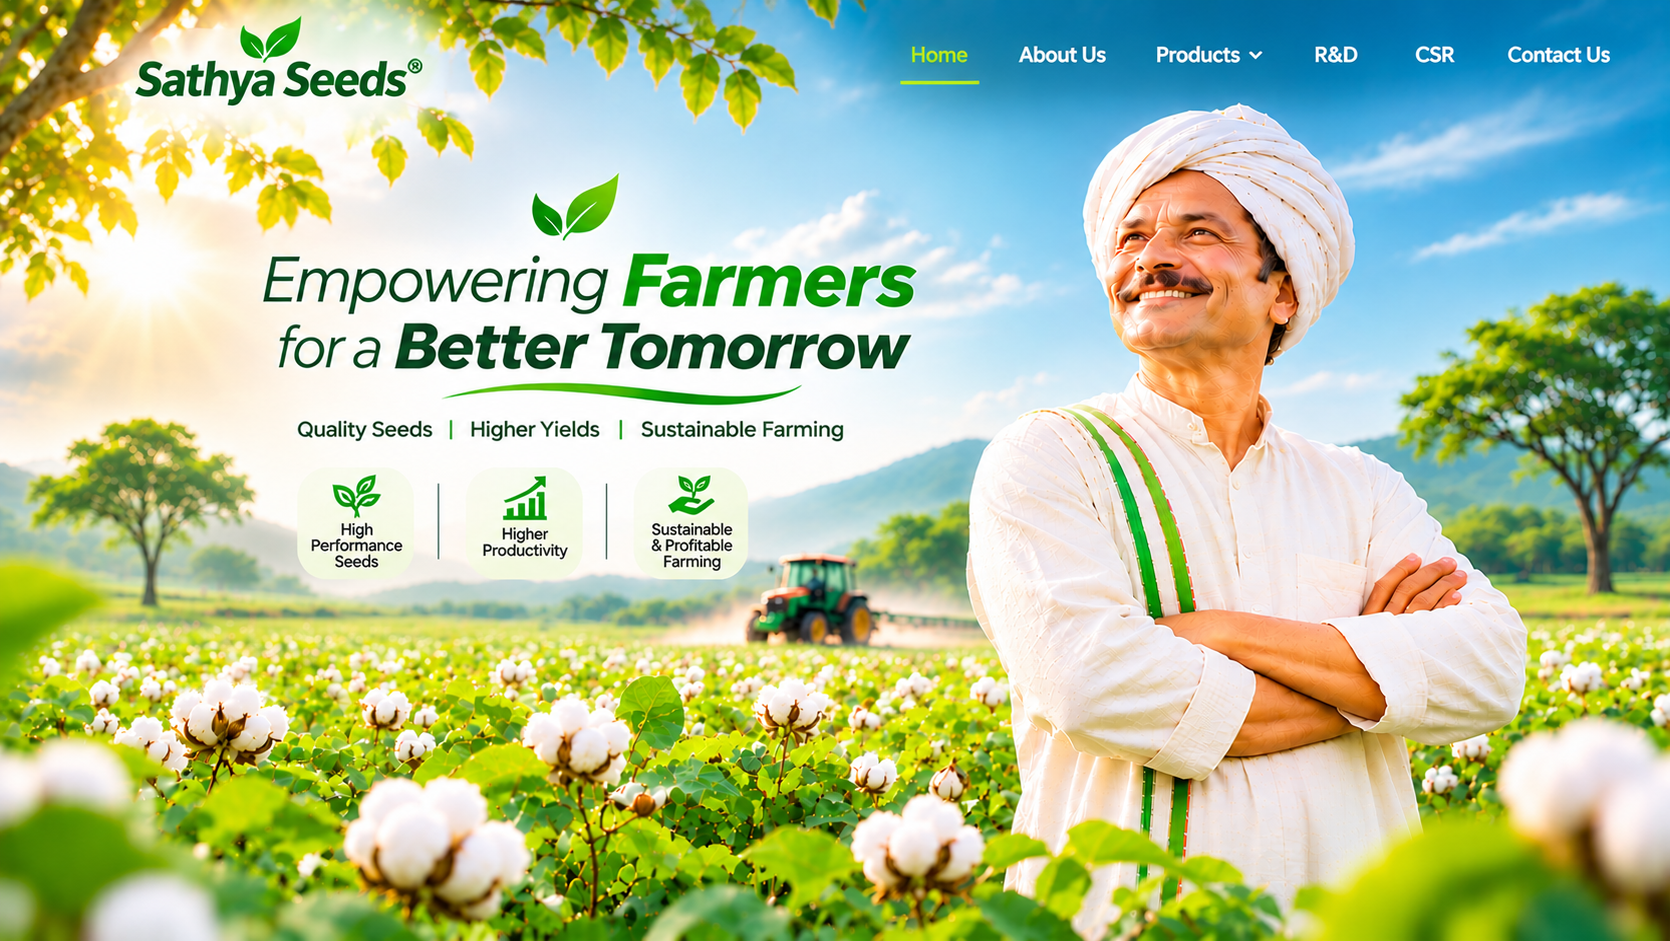 Sathya Seeds®
Home
About Us
Products
R&D
CSR
Contact Us
Empowering Farmers
for a Better Tomorrow
Quality Seeds | Higher Yields | Sustainable Farming
High
Performance
Seeds
Higher
Productivity
Sustainable
& Profitable
Farming